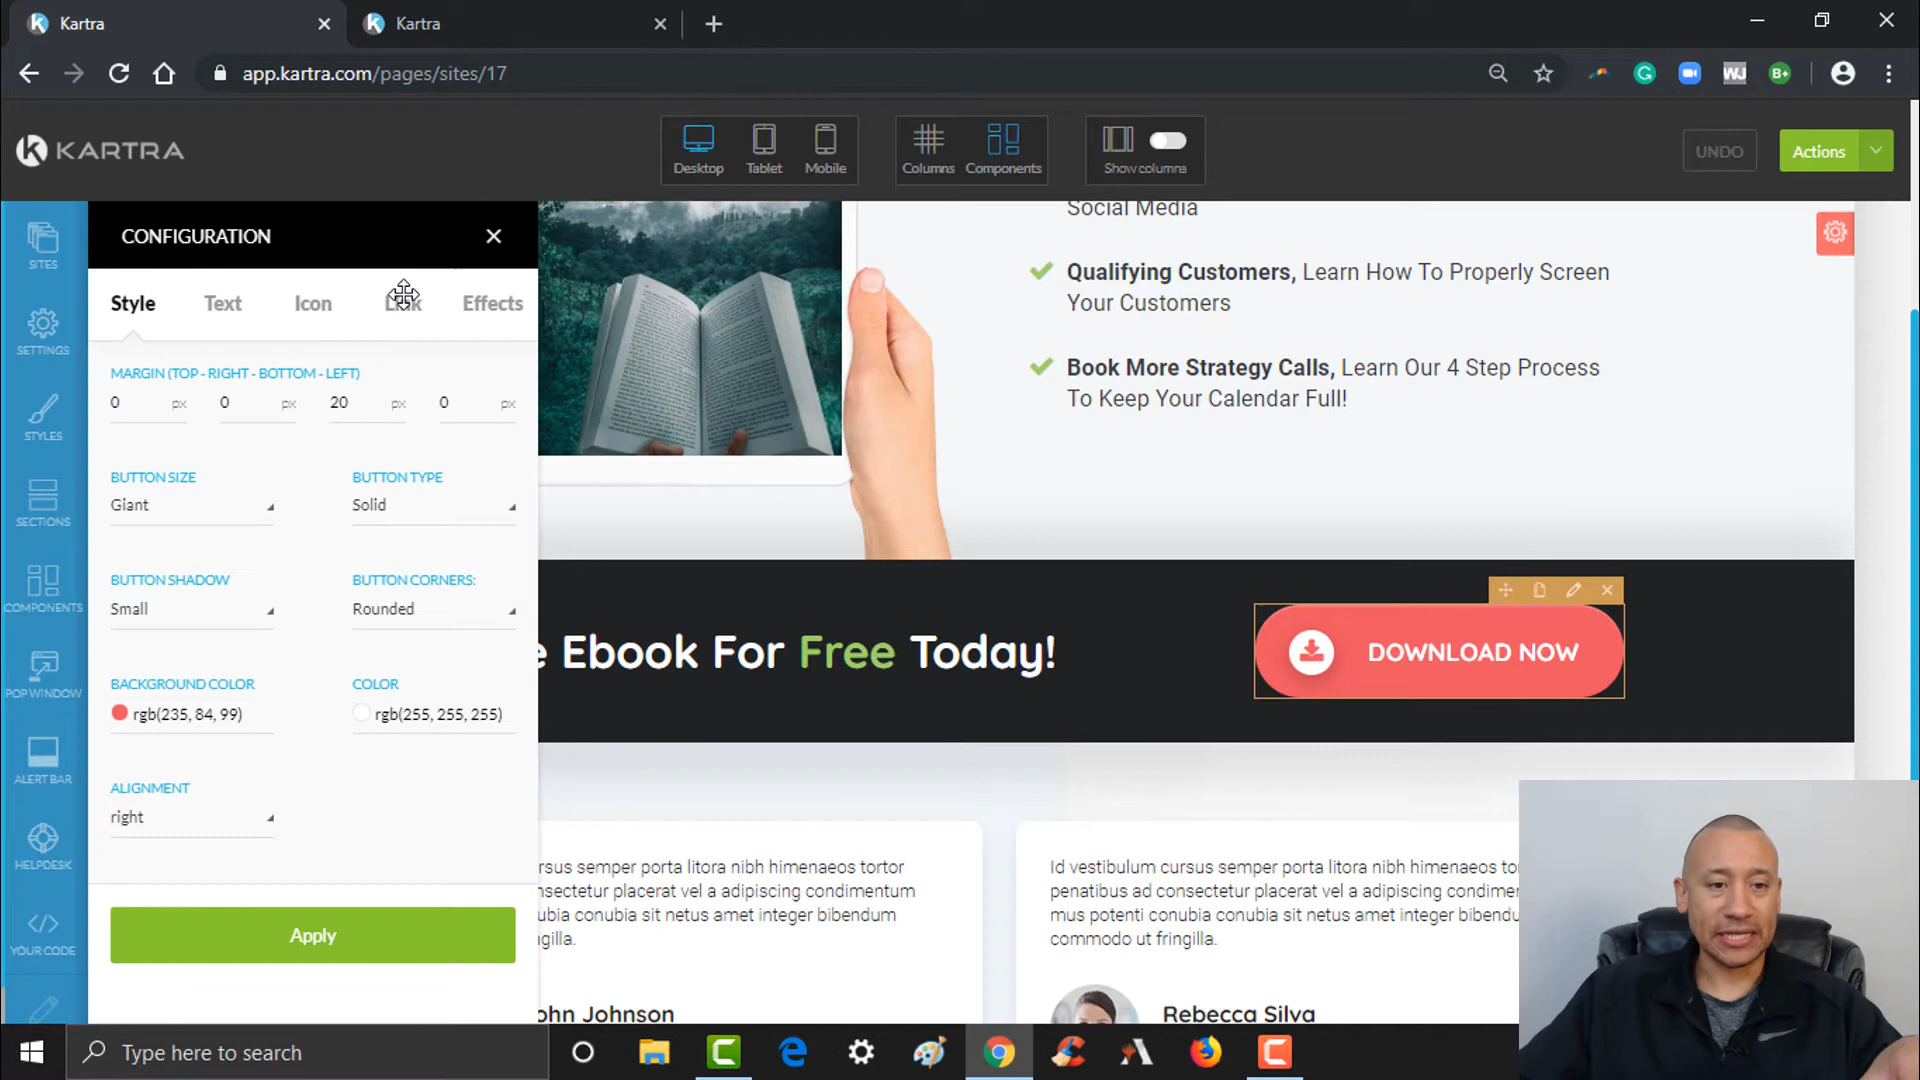 Kartra
Kartra
app.kartra.com/pages/sites/17
WJ
B+
KARTRA
Desktop
Tablet
Mobile
Columns
Components
Show columns
UNDO
Actions
SITES
SETTINGS
STYLES
SECTIONS
COMPONENTS
POP WINDOW
ALERT BAR
HELPDESK
YOUR CODE
CONFIGURATION
Style
Text
Icon
Link
Effects
MARGIN (TOP - RIGHT - BOTTOM - LEFT)
0 px 0 px 20 px 0 px
BUTTON SIZE
Giant
BUTTON TYPE
Solid
BUTTON SHADOW
Small
BUTTON CORNERS:
Rounded
BACKGROUND COLOR
rgb(235, 84, 99)
COLOR
rgb(255, 255, 255)
ALIGNMENT
right
Apply
Social Media
Qualifying Customers, Learn How To Properly Screen
Your Customers
Book More Strategy Calls, Learn Our 4 Step Process
To Keep Your Calendar Full!
e Ebook For Free Today!
DOWNLOAD NOW
ursus semper porta litora nibh himenaeos tortor
nsectetur placerat vel a adipiscing condimentum
ubia conubia sit netus amet integer bibendum
ngilla.
ohn Johnson
Id vestibulum cursus semper porta litora nibh himenaeos to
penatibus ad consectetur placerat vel a adipiscing condime
mus potenti conubia conubia sit netus amet integer bibend
commodo ut fringilla.
Rebecca Silva
Type here to search